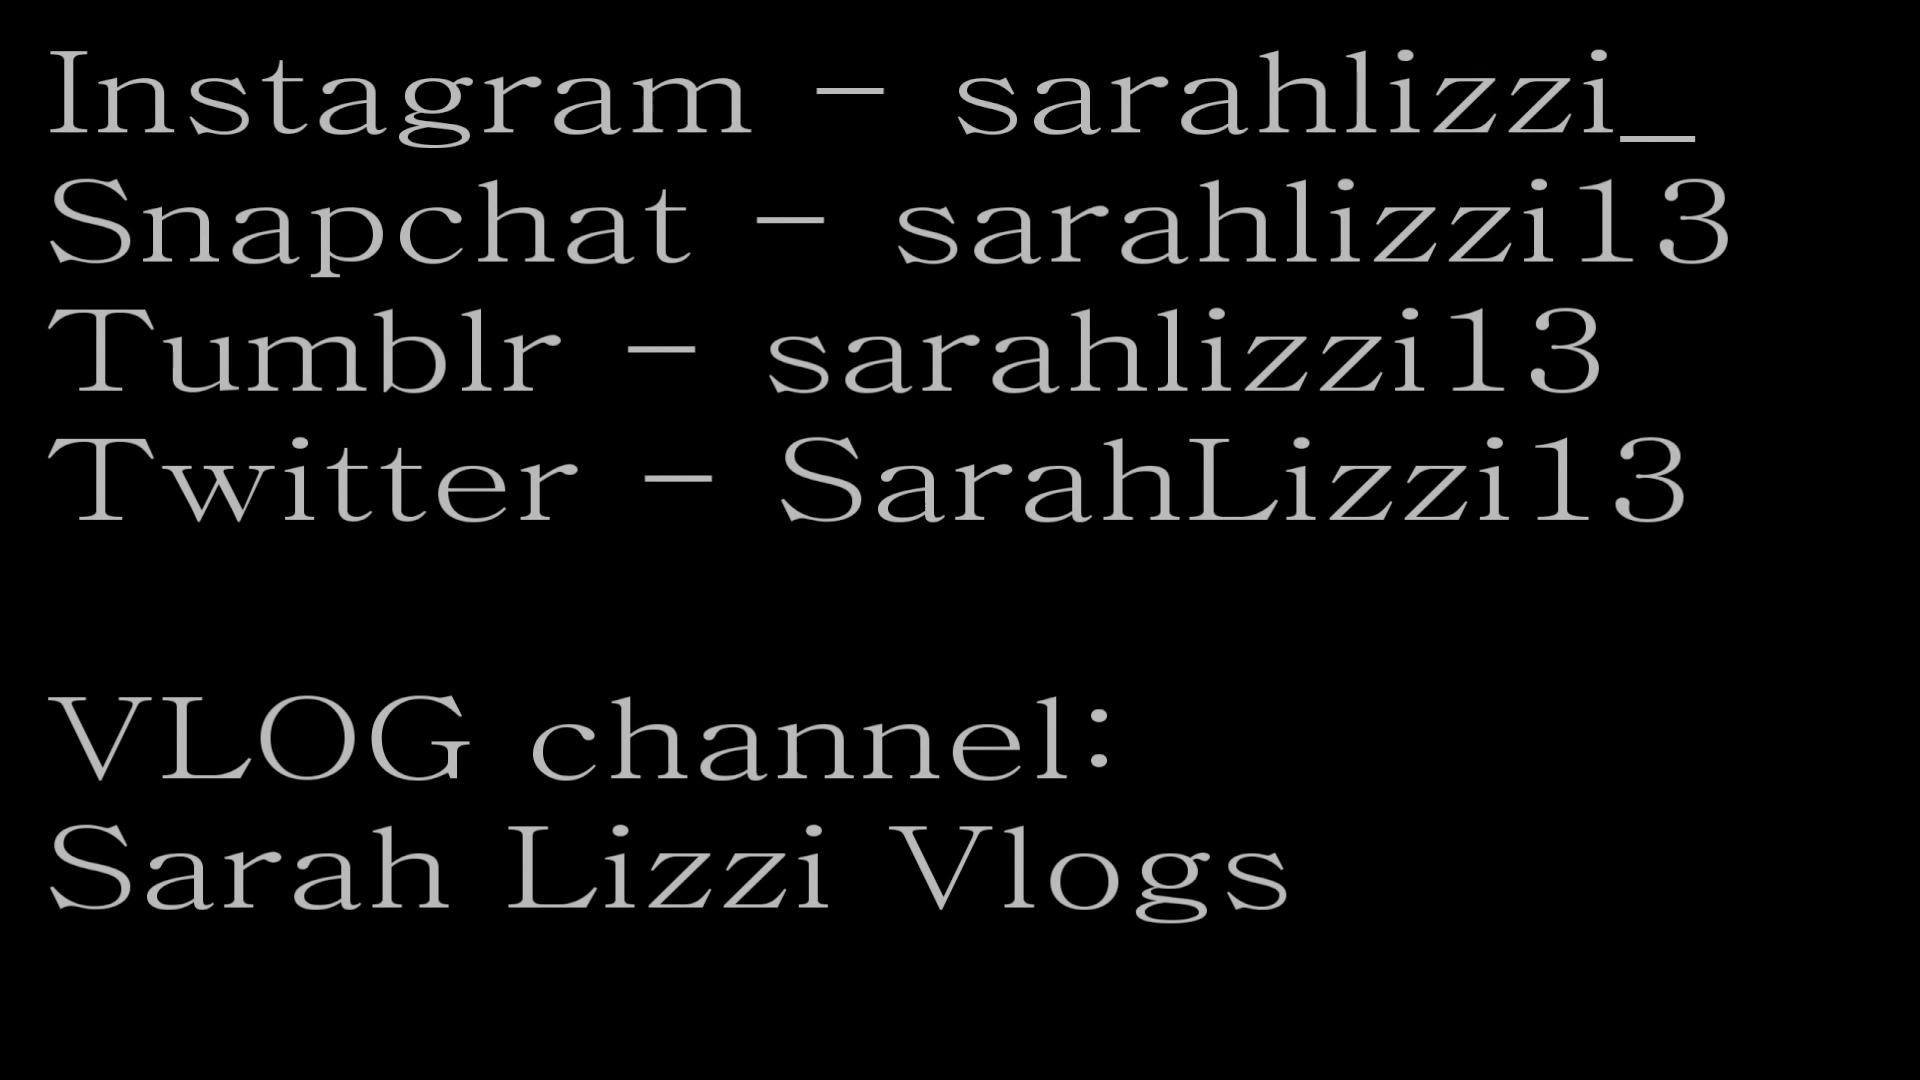 Instagram - sarahlizzi_
Snapchat - sarahlizzi13
Tumblr - sarahlizzi13
Twitter - SarahLizzi13
VLOG channel:
Sarah Lizzi Vlogs